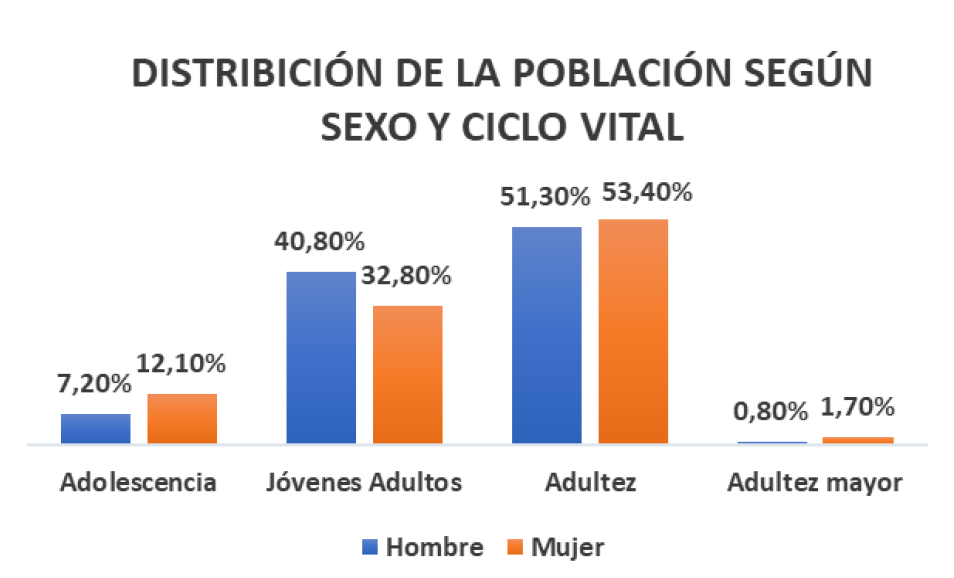 DISTRIBICIÓN DE LA POBLACIÓN SEGÚN
SEXO Y CICLO VITAL
7,20%
12,10%
40,80%
32,80%
51,30%
53,40%
0,80%
1,70%
Adolescencia
Jóvenes Adultos
Adultez
Adultez mayor
Hombre
Mujer